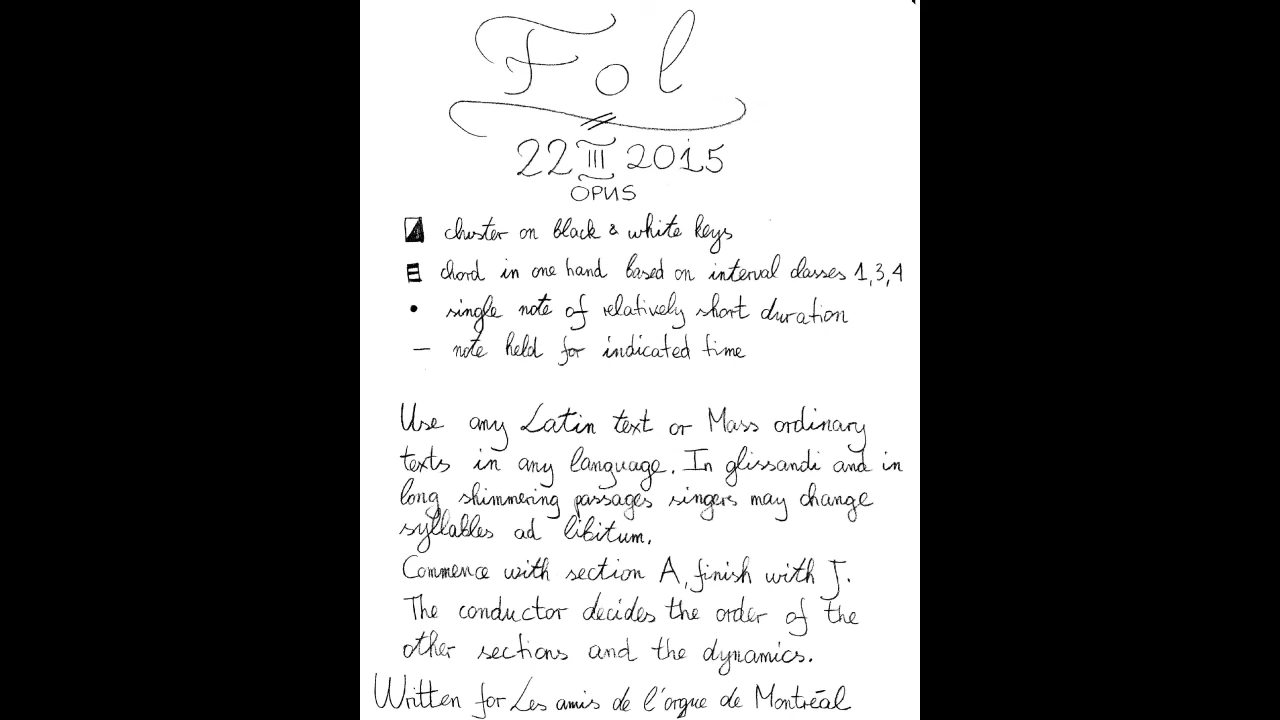 Fol
22 III 2015
OPUS
cluster on black & white keys
chord in one hand based on interval classes 1,3,4
single note of relatively short duration
note held for indicated time
Use any Latin text or Mass ordinary
texts in any language. In glissandi and in
long shimmering passages singers may change
syllables ad libitum.
Commence with section A, finish with J.
The conductor decides the order of the
other sections and the dynamics.
Written for Les amis de l'orgue de Montréal